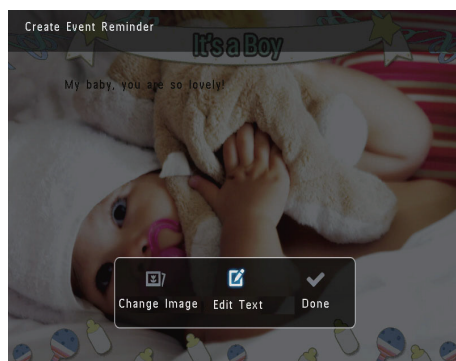 Create Event Reminder
It's a Boy
My baby, you are so lovely!
Change Image
Edit Text
Done